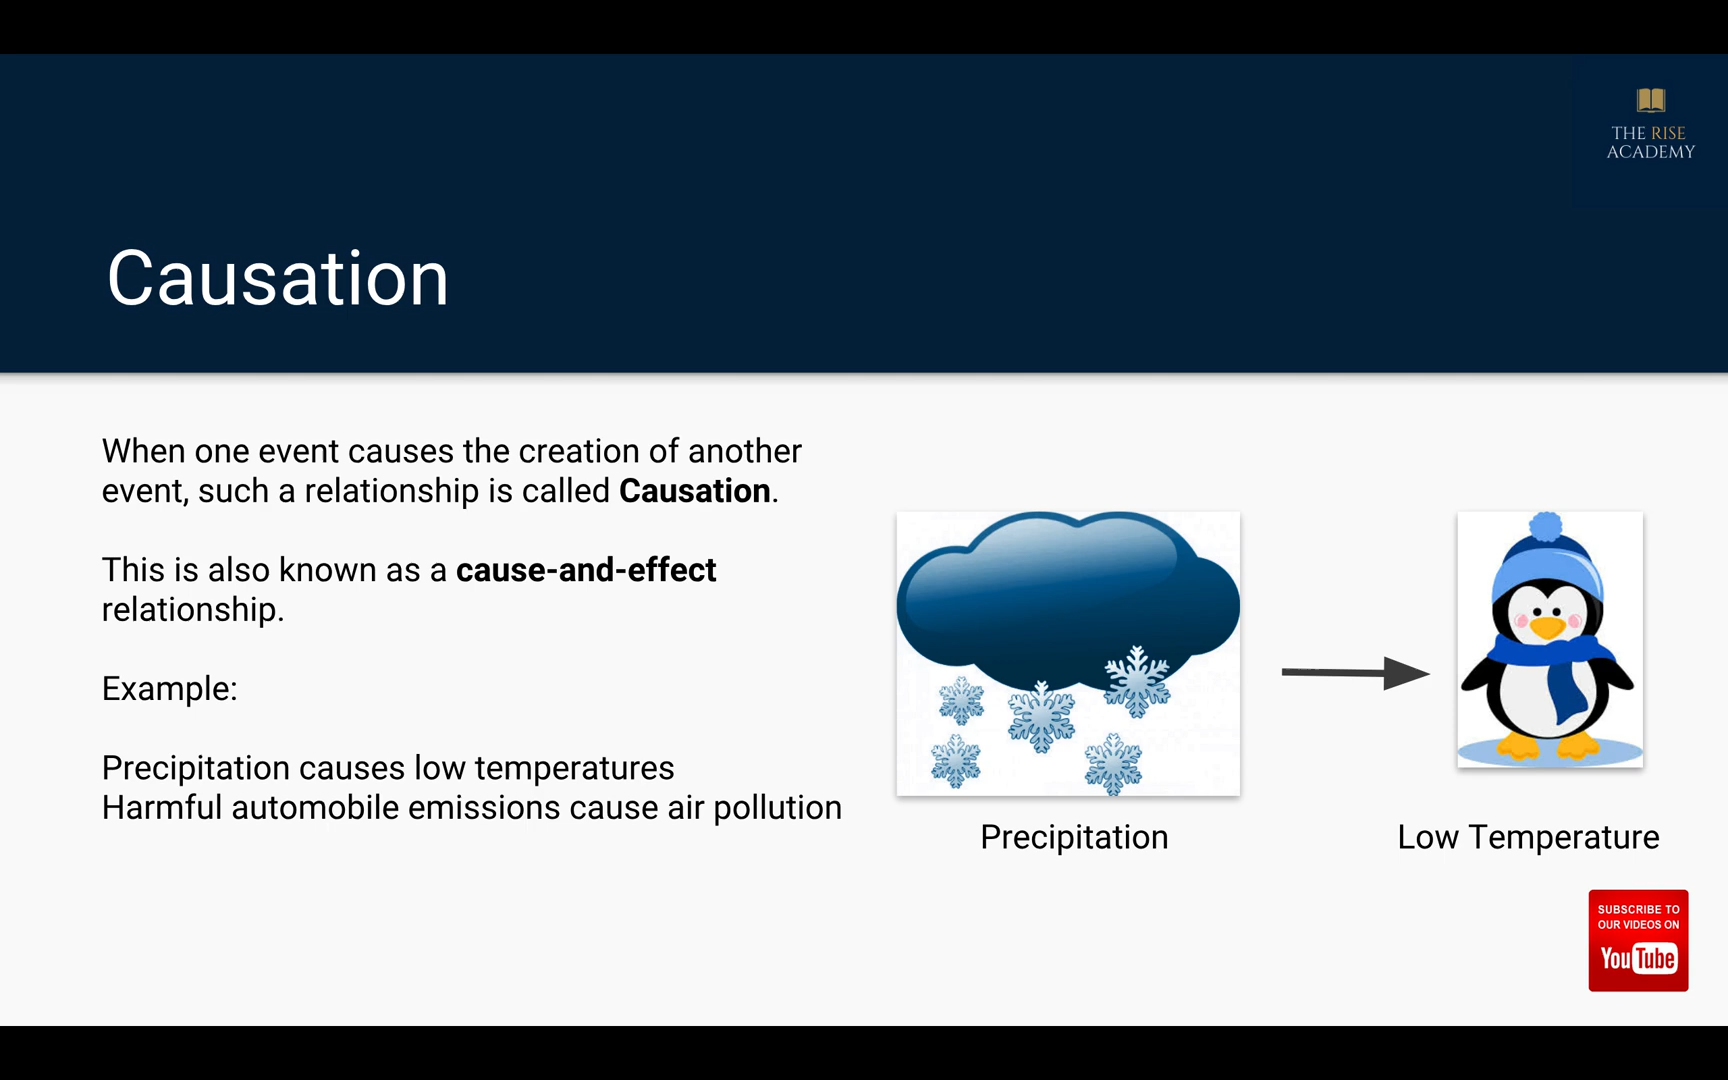 THE RISE
ACADEMY
Causation
When one event causes the creation of another
event, such a relationship is called Causation.
This is also known as a cause-and-effect
relationship.
Example:
Precipitation causes low temperatures
Harmful automobile emissions cause air pollution
Precipitation
Low Temperature
SUBSCRIBE TO
OUR VIDEOS ON
YouTube